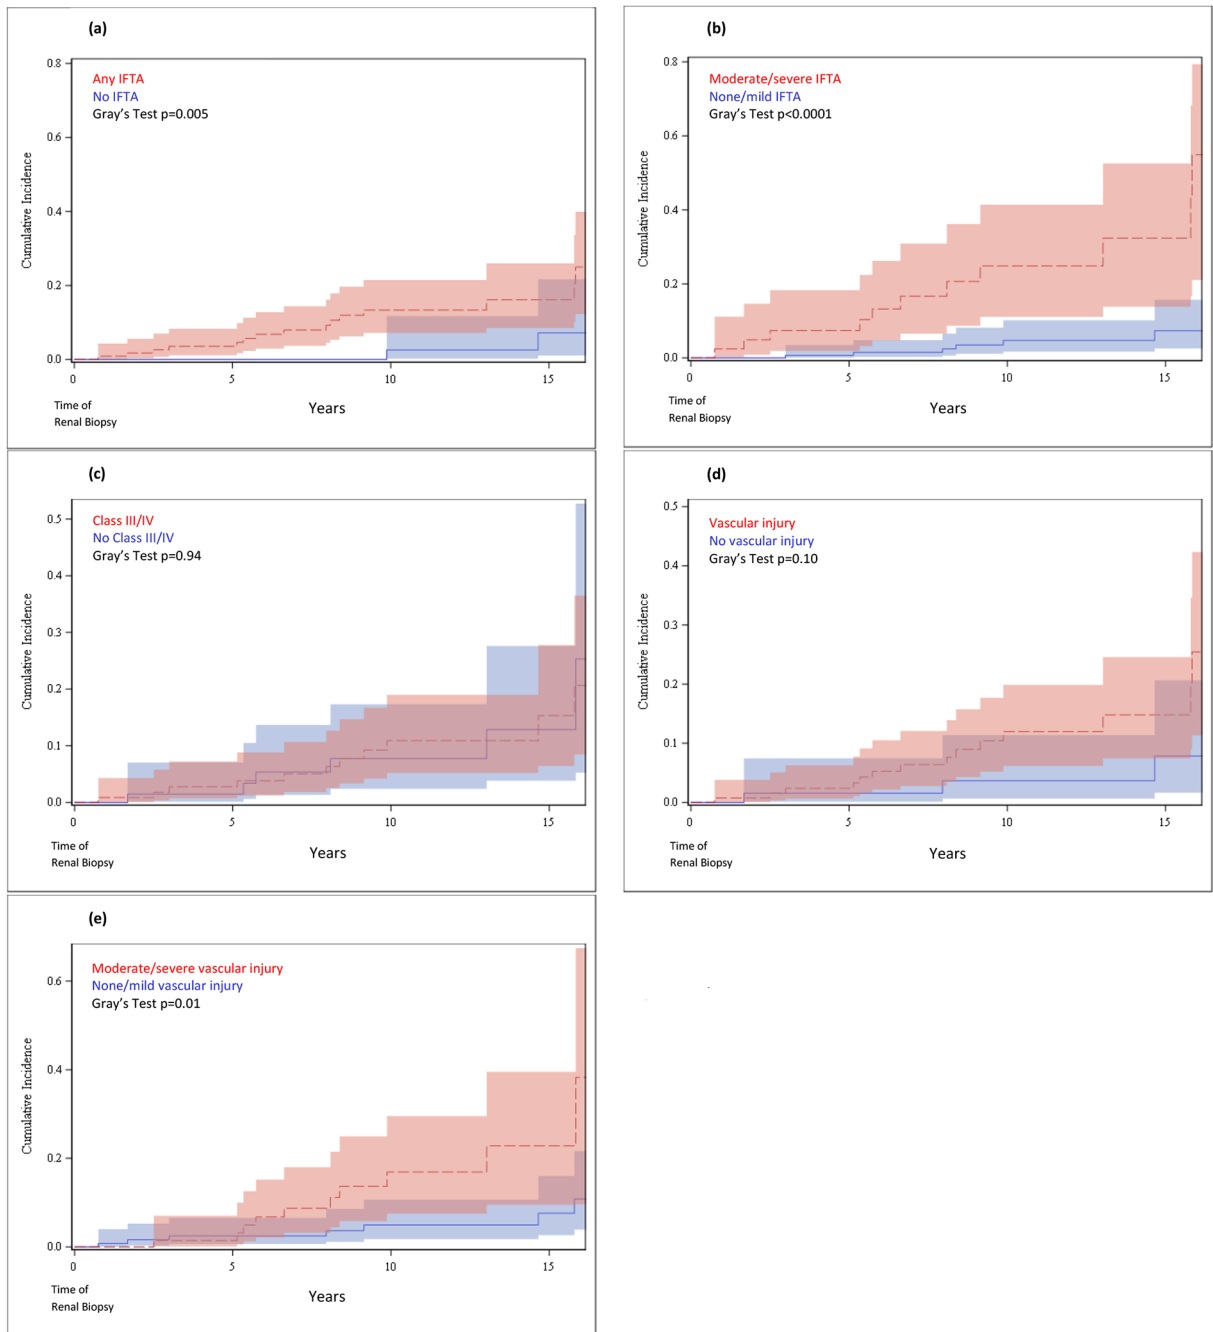 (a)
Any IFTA
No IFTA
Gray's Test p=0.005
Cumulative Incidence
0.8
0.6
0.4
0.2
0.0
0 5 10 15
Time of
Renal Biopsy
Years
(b)
Moderate/severe IFTA
None/mild IFTA
Gray's Test p<0.0001
Cumulative Incidence
0.8
0.6
0.4
0.2
0.0
0 5 10 15
Time of
Renal Biopsy
Years
(c)
Class III/IV
No Class III/IV
Gray's Test p=0.94
Cumulative Incidence
0.5
0.4
0.3
0.2
0.1
0.0
0 5 10 15
Time of
Renal Biopsy
Years
(d)
Vascular injury
No vascular injury
Gray's Test p=0.10
Cumulative Incidence
0.5
0.4
0.3
0.2
0.1
0.0
0 5 10 15
Time of
Renal Biopsy
Years
(e)
Moderate/severe vascular injury
None/mild vascular injury
Gray's Test p=0.01
Cumulative Incidence
0.6
0.4
0.2
0.0
0 5 10 15
Time of
Renal Biopsy
Years